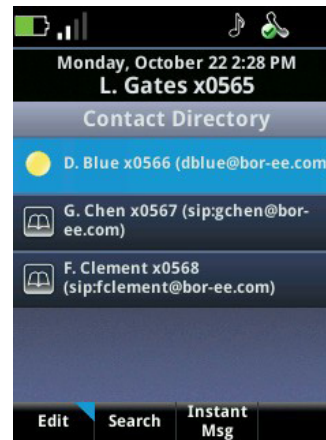 Monday, October 22 2:28 PM
L. Gates x0565
Contact Directory
D. Blue x0566 (dblue@bor-ee.com
G. Chen x0567 (sip:gchen@bor-
ee.com)
F. Clement x0568
(sip:fclement@bor-ee.com)
Edit
Search
Instant
Msg